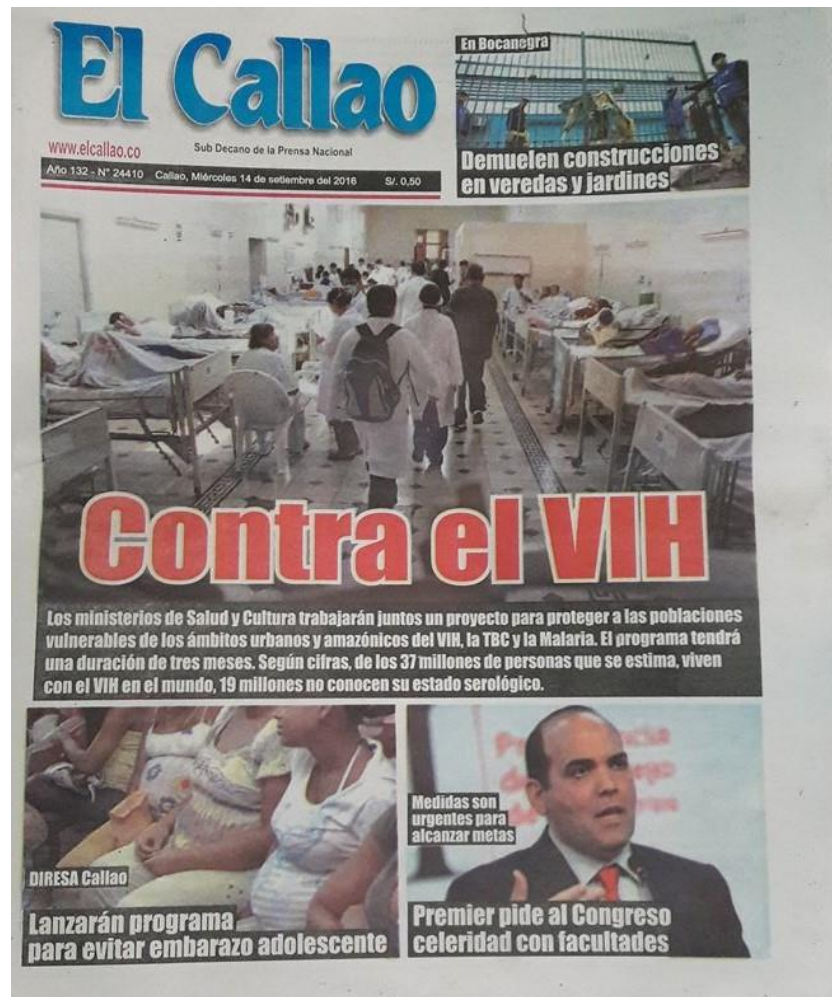 El Callao
www.elcallao.co
Sub Decano de la Prensa Nacional
Año 132 - N° 24410 Callao, Miércoles 14 de setiembre del 2016 S/. 0,50
En Bocanegra
Demuelen construcciones
en veredas y jardines
Contra el VIH
Los ministerios de Salud y Cultura trabajarán juntos un proyecto para proteger a las poblaciones
vulnerables de los ámbitos urbanos y amazónicos del VIH, la TBC y la Malaria. El programa tendrá
una duración de tres meses. Según cifras, de los 37 millones de personas que se estima, viven
con el VIH en el mundo, 19 millones no conocen su estado serológico.
DIRESA Callao
Lanzarán programa
para evitar embarazo adolescente
Medidas son
urgentes para
alcanzar metas
Premier pide al Congreso
celeridad con facultades